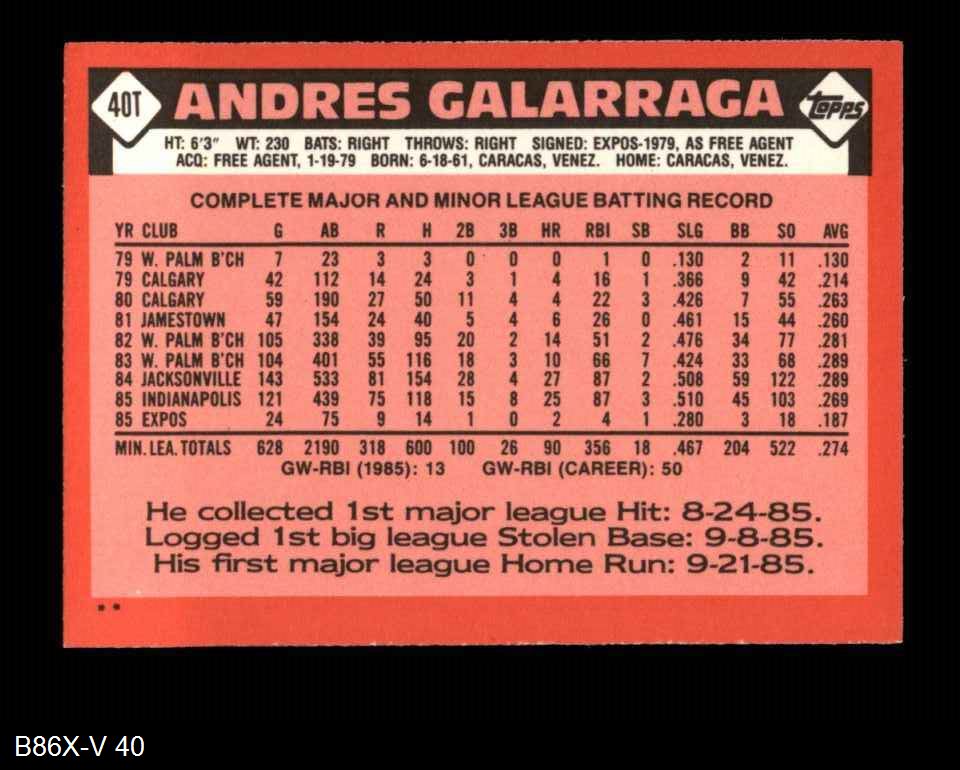 40T ANDRES GALARRAGA TOPPS
HT: 6'3" WT: 230 BATS: RIGHT THROWS: RIGHT SIGNED: EXPOS-1979, AS FREE AGENT
ACQ: FREE AGENT, 1-19-79 BORN: 6-18-61, CARACAS, VENEZ. HOME: CARACAS, VENEZ.
COMPLETE MAJOR AND MINOR LEAGUE BATTING RECORD
YR CLUB G AB R H 2B 3B HR RBI SB SLG BB SO AVG
79 W. PALM B'CH 7 23 3 3 0 0 0 1 0 .130 2 11 .130
79 CALGARY 42 112 14 24 3 1 4 16 1 .366 9 42 .214
80 CALGARY 59 190 27 50 11 4 4 22 3 .426 7 55 .263
81 JAMESTOWN 47 154 24 40 5 4 6 26 0 .461 15 44 .260
82 W. PALM B'CH 105 338 39 95 20 2 14 51 2 .476 34 77 .281
83 W. PALM B'CH 104 401 55 116 18 3 10 66 7 .424 33 68 .289
84 JACKSONVILLE 143 533 81 154 28 4 27 87 2 .508 59 122 .289
85 INDIANAPOLIS 121 439 75 118 15 8 25 87 3 .510 45 103 .269
85 EXPOS 24 75 9 14 1 0 2 4 1 .280 3 18 .187
MIN. LEA. TOTALS 628 2190 318 600 100 26 90 356 18 .467 204 522 .274
GW-RBI (1985): 13 GW-RBI (CAREER): 50
He collected 1st major league Hit: 8-24-85.
Logged 1st big league Stolen Base: 9-8-85.
His first major league Home Run: 9-21-85.
**
B86X-V 40